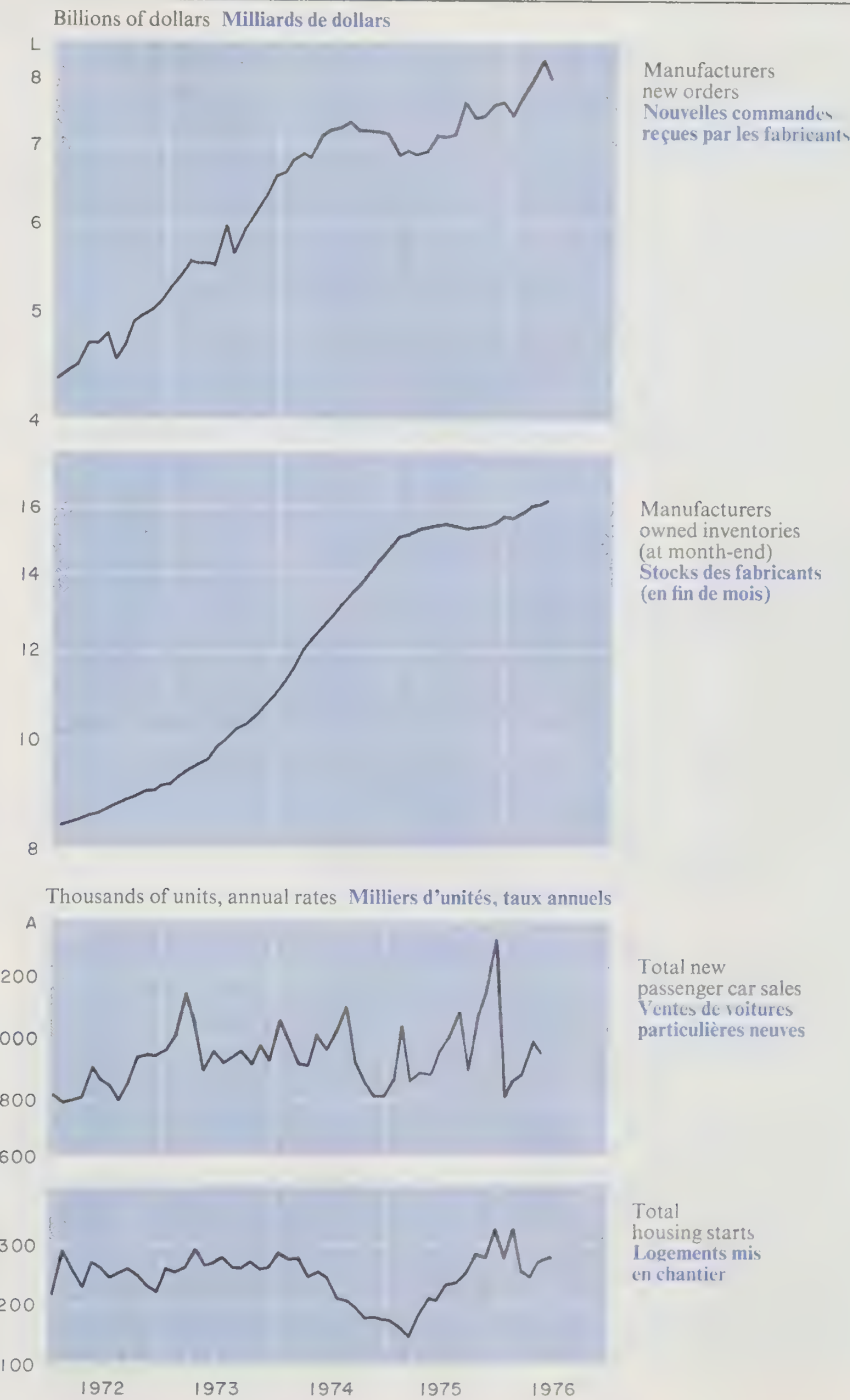 Billions of dollars Milliards de dollars
L
8
7
6
5
4
Manufacturers
new orders
Nouvelles commandes
reçues par les fabricants
16
14
12
10
8
Manufacturers
owned inventories
(at month-end)
Stocks des fabricants
(en fin de mois)
Thousands of units, annual rates Milliers d'unités, taux annuels
A
200
000
800
600
Total new
passenger car sales
Ventes de voitures
particulières neuves
300
200
100
Total
housing starts
Logements mis
en chantier
1972 1973 1974 1975 1976